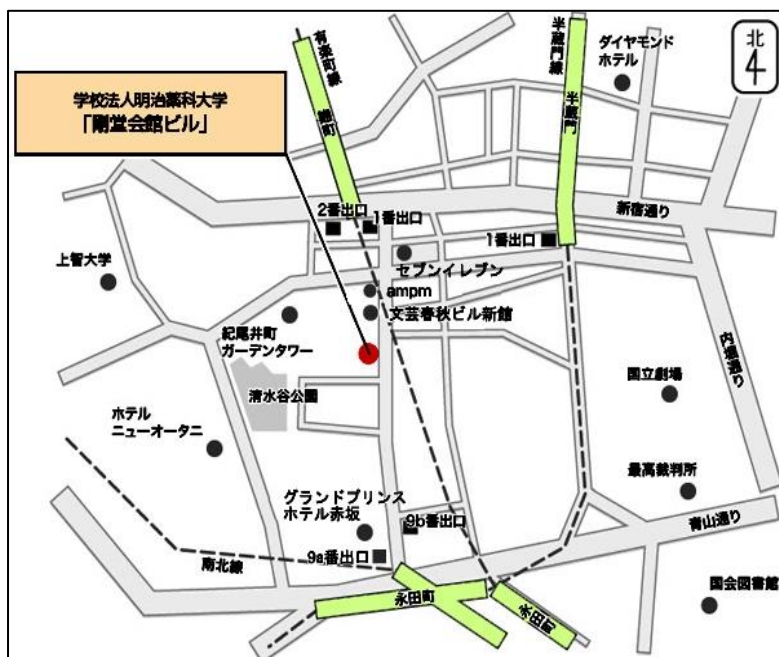 有楽町線
半蔵門線
ダイヤモンド
ホテル
北
学校法人明治薬科大学
「剛堂会館ビル」
麹町
半蔵門
2番出口
1番出口
新宿通り
1番出口
上智大学
セブンイレブン
ampm
文芸春秋ビル新館
紀尾井町
ガーデンタワー
内堀通り
国立劇場
清水谷公園
ホテル
ニューオータニ
最高裁判所
グランドプリンス
ホテル赤坂
9b番出口
青山通り
9a番出口
南北線
永田町
永田町
国会図書館